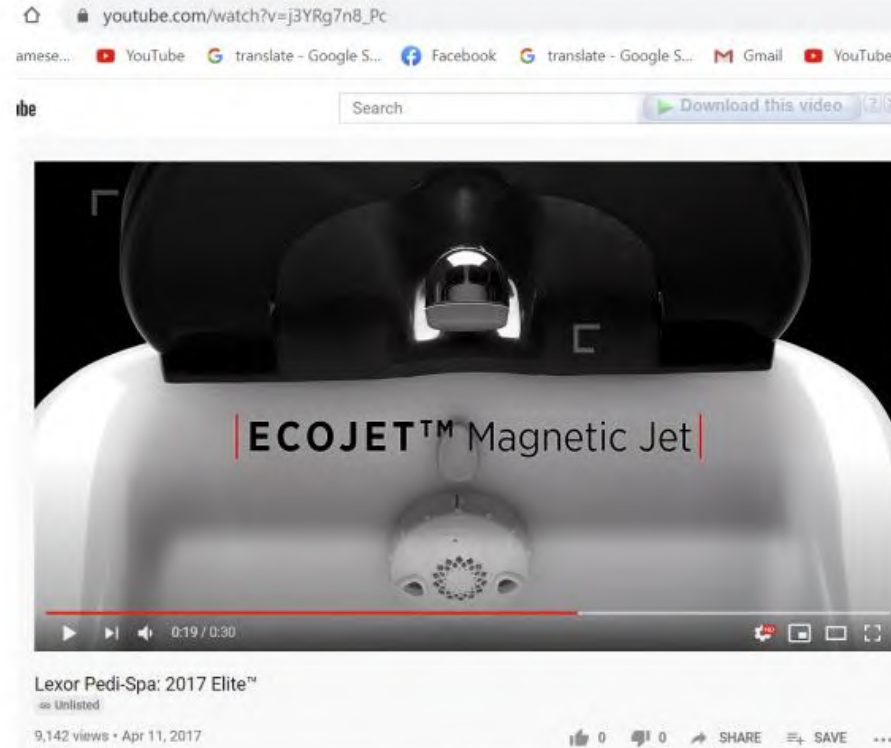 youtube.com/watch?v=j3YRg7n8_Pc
amese... YouTube translate - Google S... Facebook translate - Google S... Gmail YouTube
ube Search Download this video ?
ECOJET™ Magnetic Jet
0:19 / 0:30 HD
Lexor Pedi-Spa: 2017 Elite™
Unlisted
9,142 views • Apr 11, 2017 0 0 SHARE SAVE ...